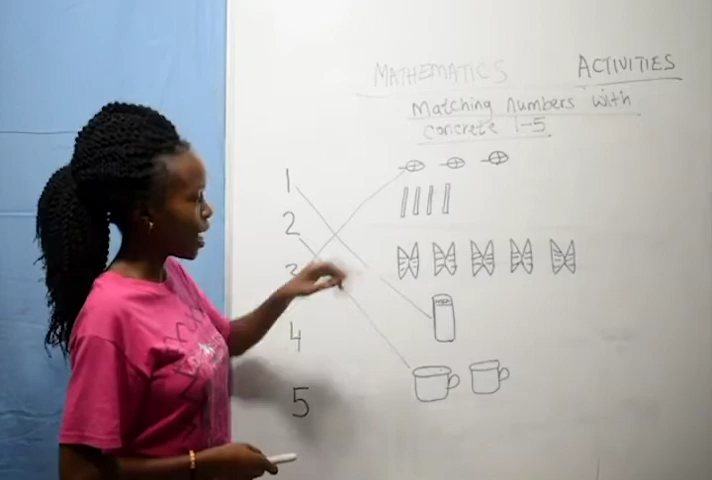 MATHEMATICS ACTIVITIES
Matching numbers with
concrete 1-5
1
2
3
4
5